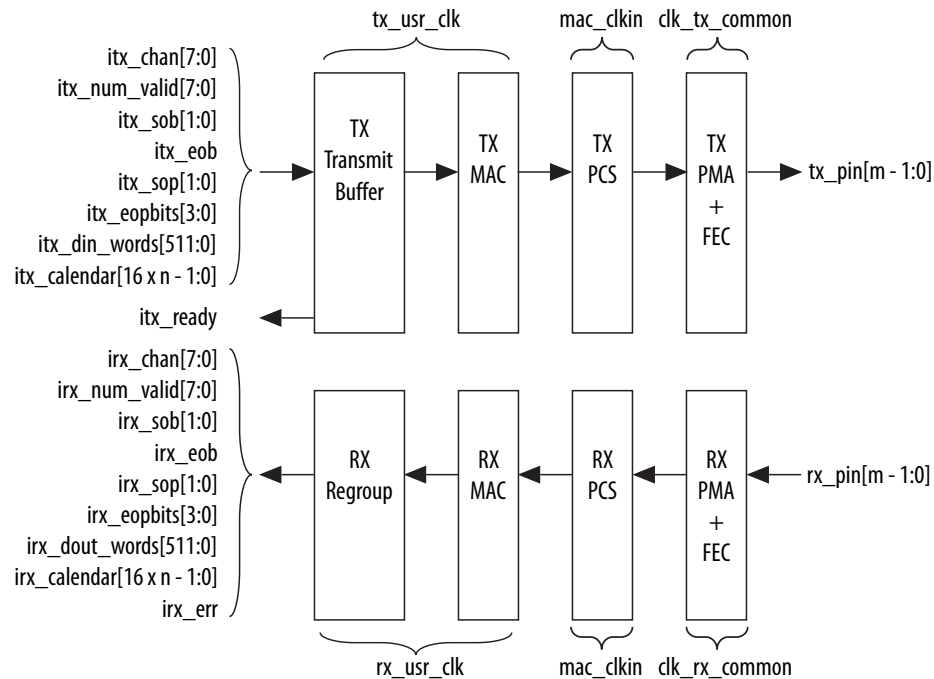 tx_usr_clk
mac_clkin
clk_tx_common
itx_chan[7:0]
itx_num_valid[7:0]
itx_sob[1:0]
itx_eob
itx_sop[1:0]
itx_eopbits[3:0]
itx_din_words[511:0]
itx_calendar[16 x n - 1:0]
itx_ready
TX
Transmit
Buffer
TX
MAC
TX
PCS
TX
PMA
+
FEC
tx_pin[m - 1:0]
irx_chan[7:0]
irx_num_valid[7:0]
irx_sob[1:0]
irx_eob
irx_sop[1:0]
irx_eopbits[3:0]
irx_dout_words[511:0]
irx_calendar[16 x n - 1:0]
irx_err
RX
Regroup
RX
MAC
RX
PCS
RX
PMA
+
FEC
rx_pin[m - 1:0]
rx_usr_clk
mac_clkin
clk_rx_common